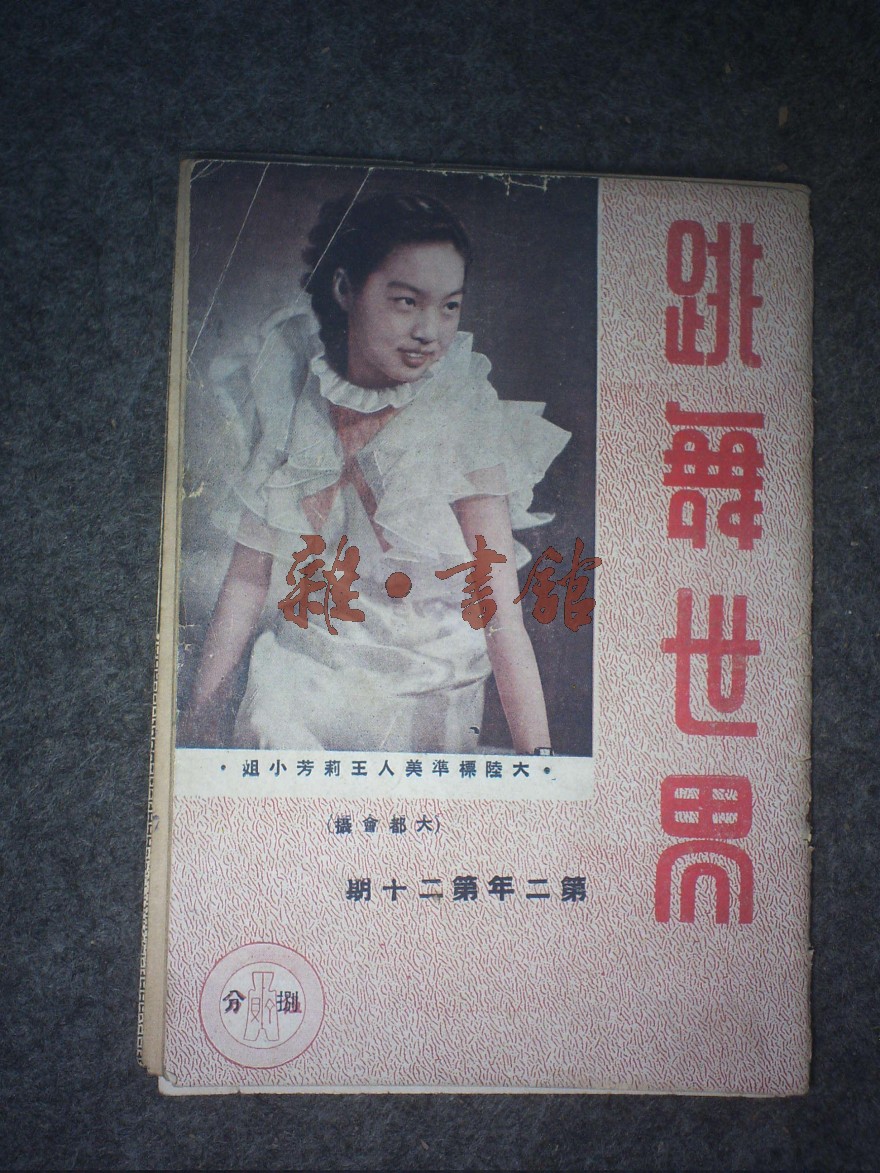 跳舞世界
雜·書館
·大陸標準美人王莉芳小姐·
(大都會攝)
第二年第二十期
捌分